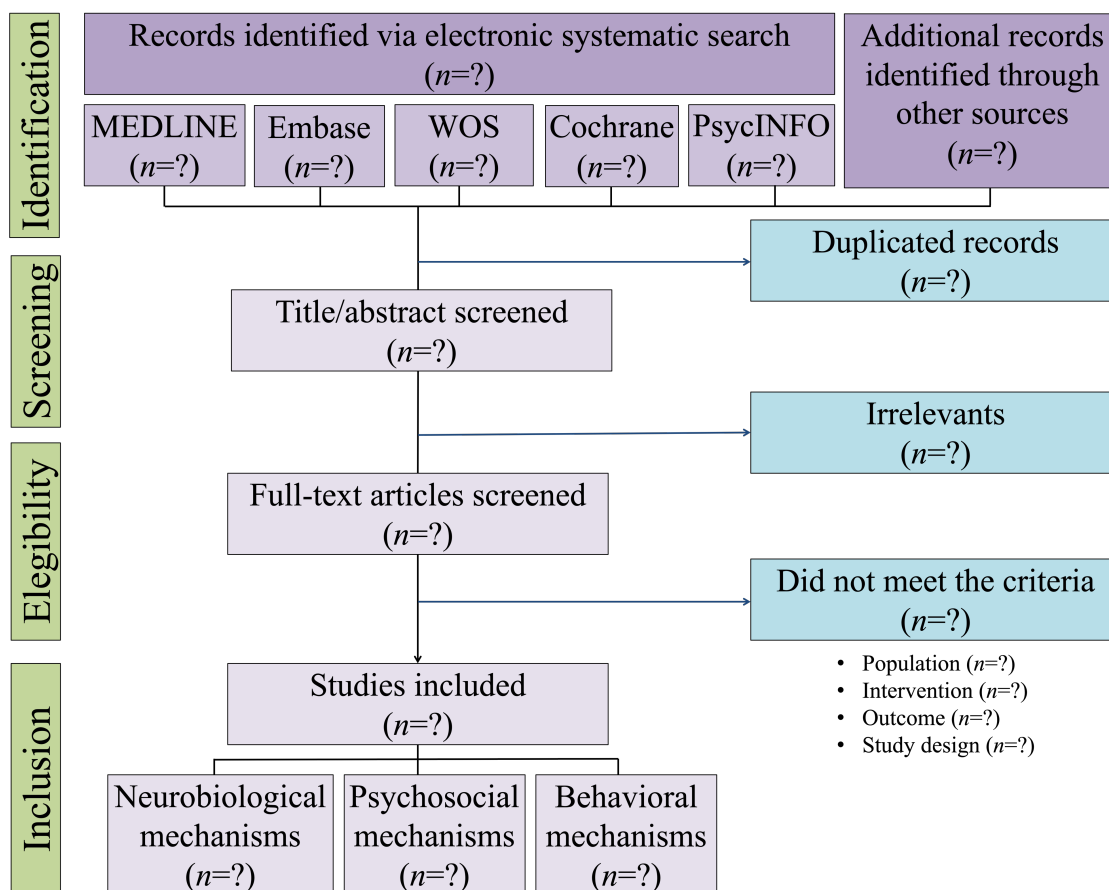 Identification
Records identified via electronic systematic search
(n=?)
Additional records
identified through
other sources
(n=?)
MEDLINE
(n=?)
Embase
(n=?)
WOS
(n=?)
Cochrane
(n=?)
PsycINFO
(n=?)
Duplicated records
(n=?)
Screening
Title/abstract screened
(n=?)
Irrelevants
(n=?)
Elegibility
Full-text articles screened
(n=?)
Did not meet the criteria
(n=?)
• Population (n=?)
• Intervention (n=?)
• Outcome (n=?)
• Study design (n=?)
Inclusion
Studies included
(n=?)
Neurobiological
mechanisms
(n=?)
Psychosocial
mechanisms
(n=?)
Behavioral
mechanisms
(n=?)